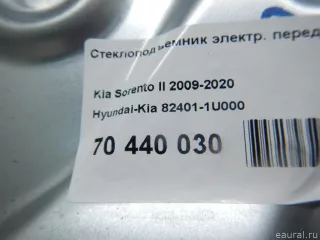 Стеклоподъемник электр. перед
Kia Sorento II 2009-2020
Hyundai-Kia 82401-1U000
70 440 030
eaural.ru